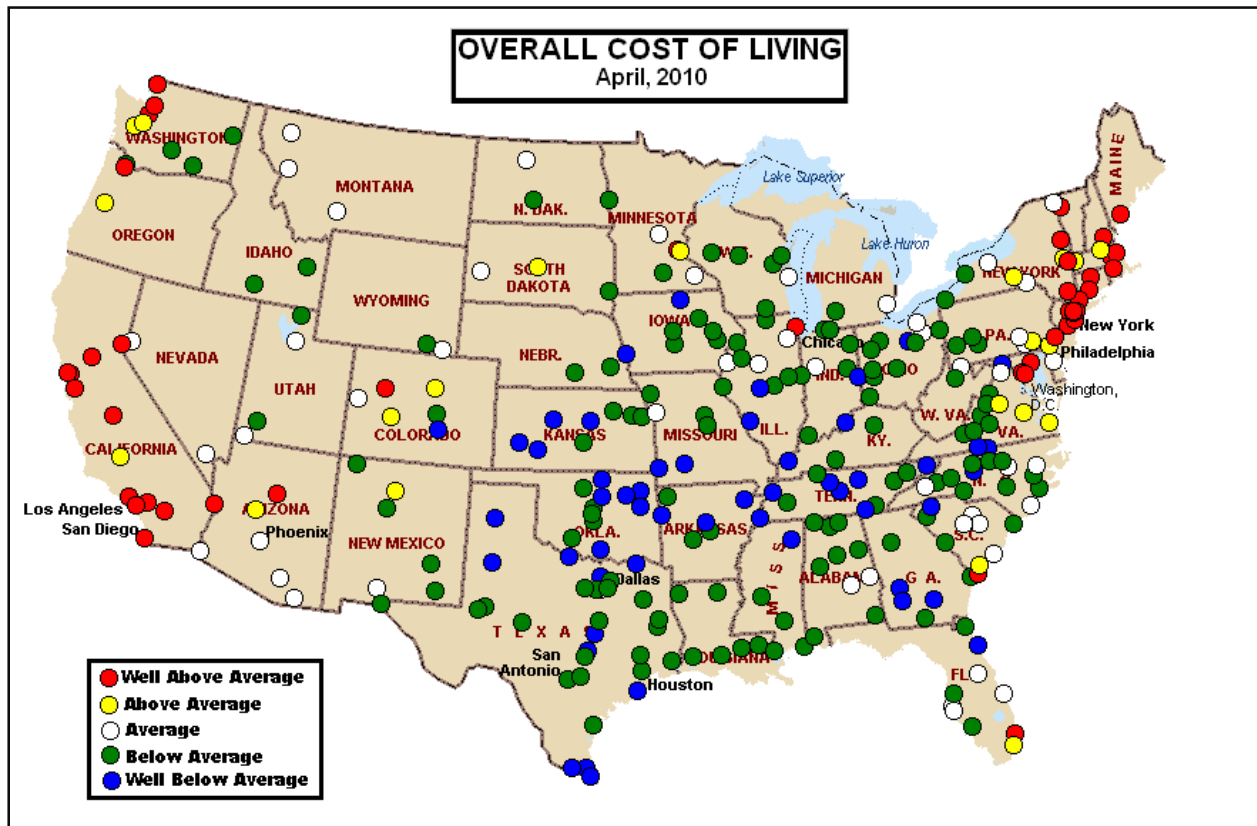 OVERALL COST OF LIVING
April, 2010
WASHINGTON
MONTANA
N. DAK.
MINNESOTA
Lake Superior
MAINE
OREGON
IDAHO
SOUTH
DAKOTA
WIS.
Lake Huron
MICHIGAN
NEW YORK
WYOMING
IOWA
NEVADA
NEBR.
Chicago
PA.
New York
Philadelphia
UTAH
IND.
OHIO
Washington,
D.C.
COLORADO
KANSAS
MISSOURI
ILL.
W. VA.
VA.
KY.
CALIFORNIA
Los Angeles
San Diego
ARIZONA
Phoenix
NEW MEXICO
OKLA.
ARKANSAS
TENN.
N.
S.C.
Dallas
MISS
ALABAMA
GA.
TEXAS
San
Antonio
Houston
LOUISIANA
FL
Well Above Average
Above Average
Average
Below Average
Well Below Average